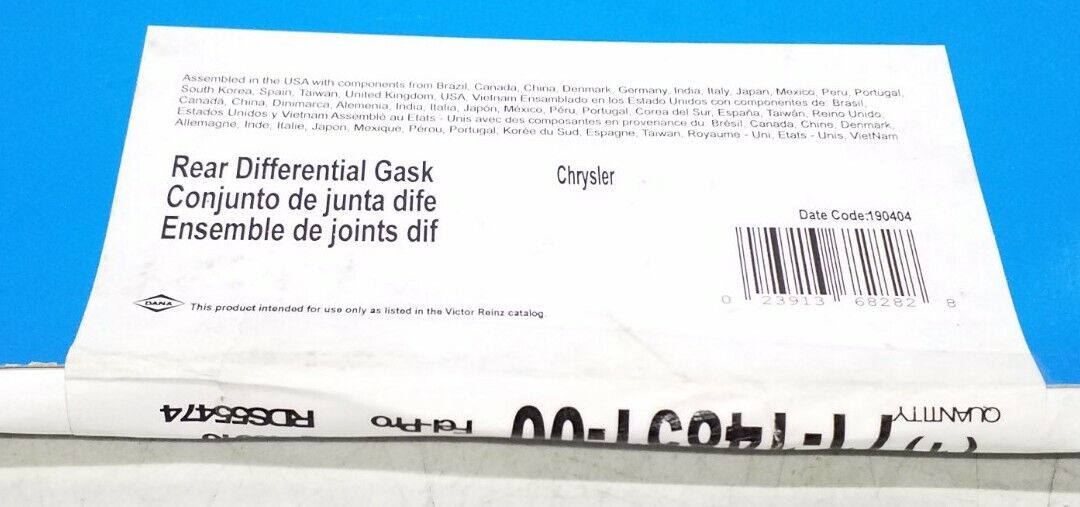 Assembled in the USA with components from Brazil, Canada, China, Denmark, Germany, India, Italy, Japan, Mexico, Peru, Portugal,
South Korea, Spain, Taiwan, United Kingdom, USA, Vietnam Ensamblado en los Estado Unidos con componentes de: Brasil,
Canadá, China, Dinimarca, Alemenia, India, Italia, Japón, México, Péru, Portugal, Corea del Sur, España, Taiwán, Reino Unido,
Estados Unidos y Vietnam Assemblé au Etats - Unis avec des composantes en provenance du Brésil, Canada, Chine, Denmark,
Allemagne, Inde, Italie, Japon, Mexique, Pérou, Portugal, Korée du Sud, Espagne, Taiwan, Royaume - Uni, Etats - Unis, VietNam
Rear Differential Gask
Chrysler
Conjunto de junta dife
Ensemble de joints dif
Date Code:190404
0 23913 68282 8
DANA
This product intended for use only as listed in the Victor Reinz catalog.
QUANTITY
Fel-Pro
RDS55474